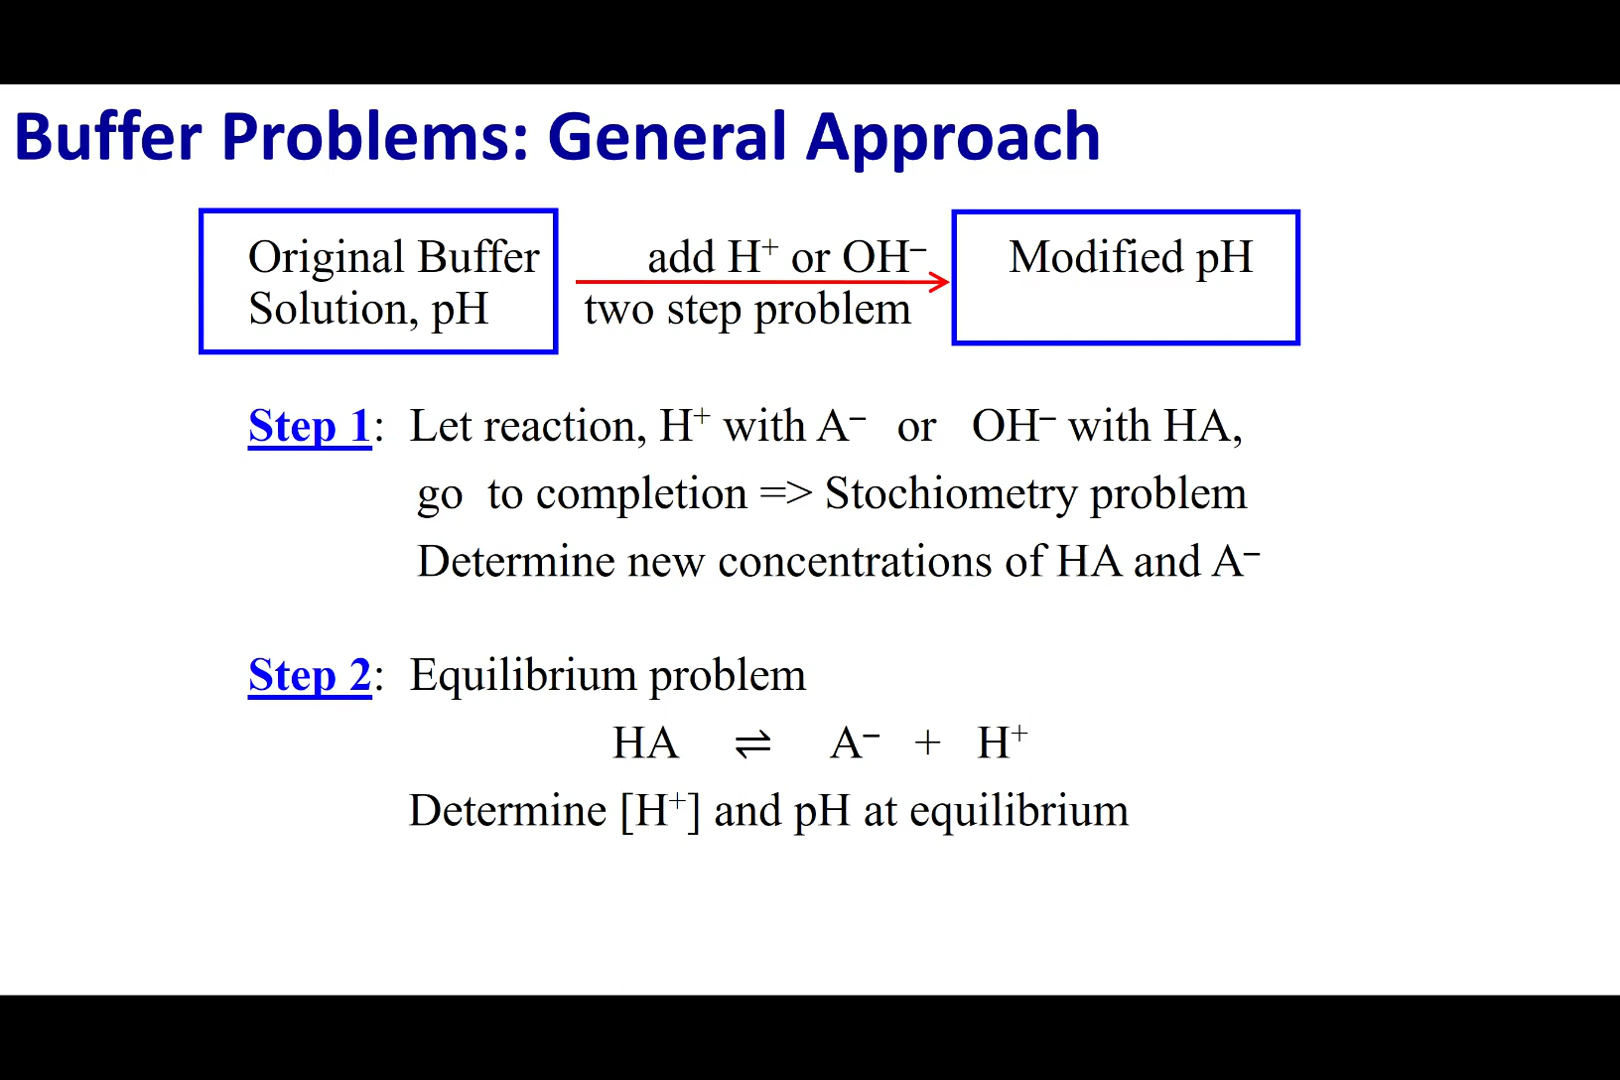 Buffer Problems: General Approach
Original Buffer
Solution, pH
add H⁺ or OH⁻
two step problem
Modified pH
Step 1: Let reaction, H⁺ with A⁻ or OH⁻ with HA,
go to completion => Stochiometry problem
Determine new concentrations of HA and A⁻
Step 2: Equilibrium problem
HA ⇌ A⁻ + H⁺
Determine [H⁺] and pH at equilibrium